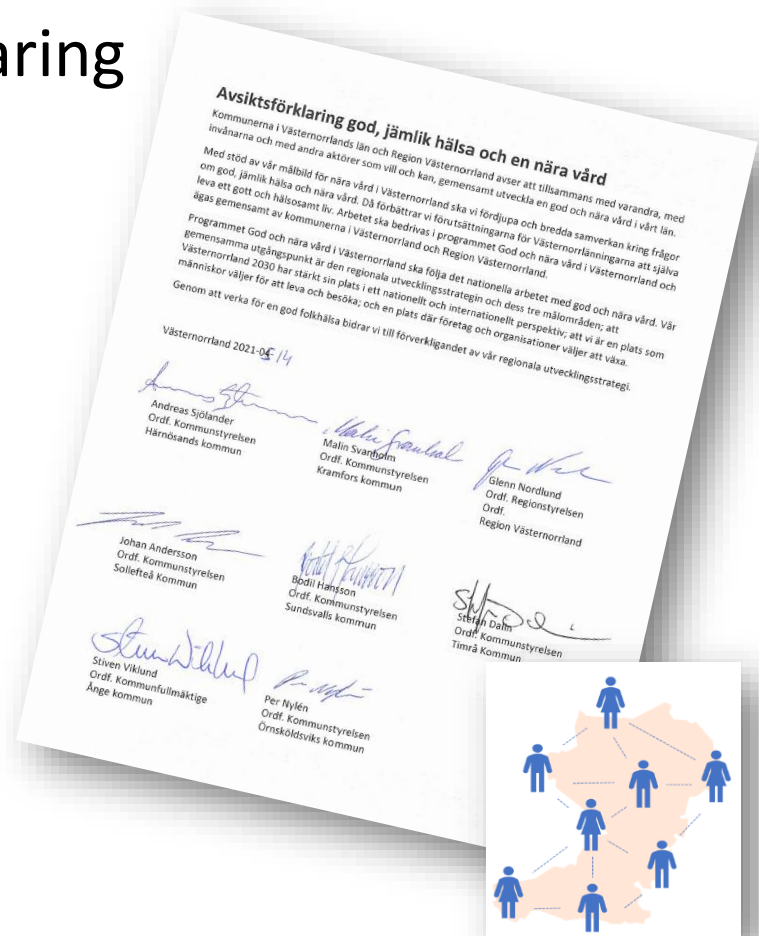 aring
Avsiktsförklaring god, jämlik hälsa och en nära vård
Kommunerna i Västernorrlands län och Region Västernorrland avser att tillsammans med varandra, med
invånarna och med andra aktörer som vill och kan, gemensamt utveckla en god och nära vård i vårt län.
Med stöd av vår målbild för nära vård i Västernorrland ska vi fördjupa och bredda samverkan kring frågor
om god, jämlik hälsa och nära vård. Då förbättrar vi förutsättningarna för Västernorrlänningarna att själva
leva ett gott och hälsosamt liv. Arbetet ska bedrivas i programmet God och nära vård i Västernorrland och
ägas gemensamt av kommunerna i Västernorrland och Region Västernorrland.
Programmet God och nära vård i Västernorrland ska följa det nationella arbetet med god och nära vård. Vår
gemensamma utgångspunkt är den regionala utvecklingsstrategin och dess tre målområden; att
Västernorrland 2030 har stärkt sin plats i ett nationellt och internationellt perspektiv; att vi är en plats som
människor väljer för att leva och besöka; och en plats där företag och organisationer väljer att växa.
Genom att verka för en god folkhälsa bidrar vi till förverkligandet av vår regionala utvecklingsstrategi.
Västernorrland 2021-05 14
Andreas Sjölander
Ordf. Kommunstyrelsen
Härnösands kommun
Malin Svanholm
Ordf. Kommunstyrelsen
Kramfors kommun
Glenn Nordlund
Ordf. Regionstyrelsen
Ordf.
Region Västernorrland
Johan Andersson
Ordf. Kommunstyrelsen
Sollefteå Kommun
Bodil Hansson
Bodil Hansson
Ordf. Kommunstyrelsen
Sundsvalls kommun
Stefan Dalin
Ordf. Kommunstyrelsen
Timrå Kommun
Stiven Viklund
Ordf. Kommunfullmäktige
Ånge kommun
Per Nylén
Per Nylén
Ordf. Kommunstyrelsen
Örnsköldsviks kommun